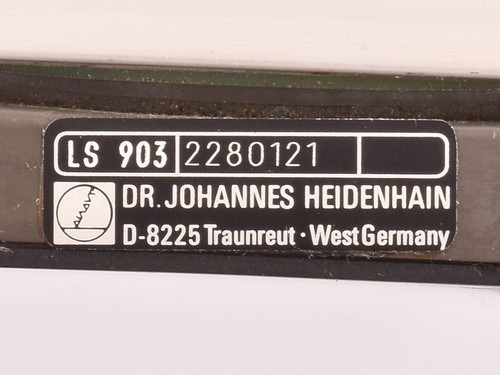 LS 903 2280121
DR. JOHANNES HEIDENHAIN
D-8225 Traunreut · West Germany